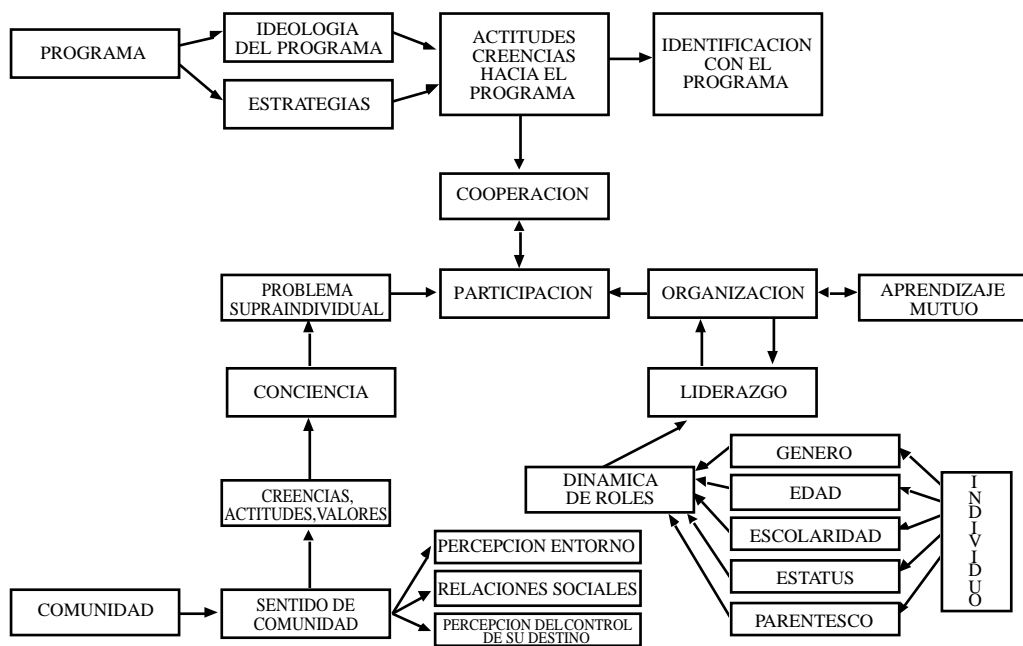 PROGRAMA
IDEOLOGIA
DEL PROGRAMA
ESTRATEGIAS
ACTITUDES
CREENCIAS
HACIA EL
PROGRAMA
IDENTIFICACION
CON EL
PROGRAMA
COOPERACION
PROBLEMA
SUPRAINDIVIDUAL
PARTICIPACION
ORGANIZACION
APRENDIZAJE
MUTUO
CONCIENCIA
LIDERAZGO
CREENCIAS,
ACTITUDES,VALORES
DINAMICA
DE ROLES
GENERO
EDAD
ESCOLARIDAD
ESTATUS
PARENTESCO
INDIVIDUO
COMUNIDAD
SENTIDO DE
COMUNIDAD
PERCEPCION ENTORNO
RELACIONES SOCIALES
PERCEPCION DEL CONTROL
DE SU DESTINO